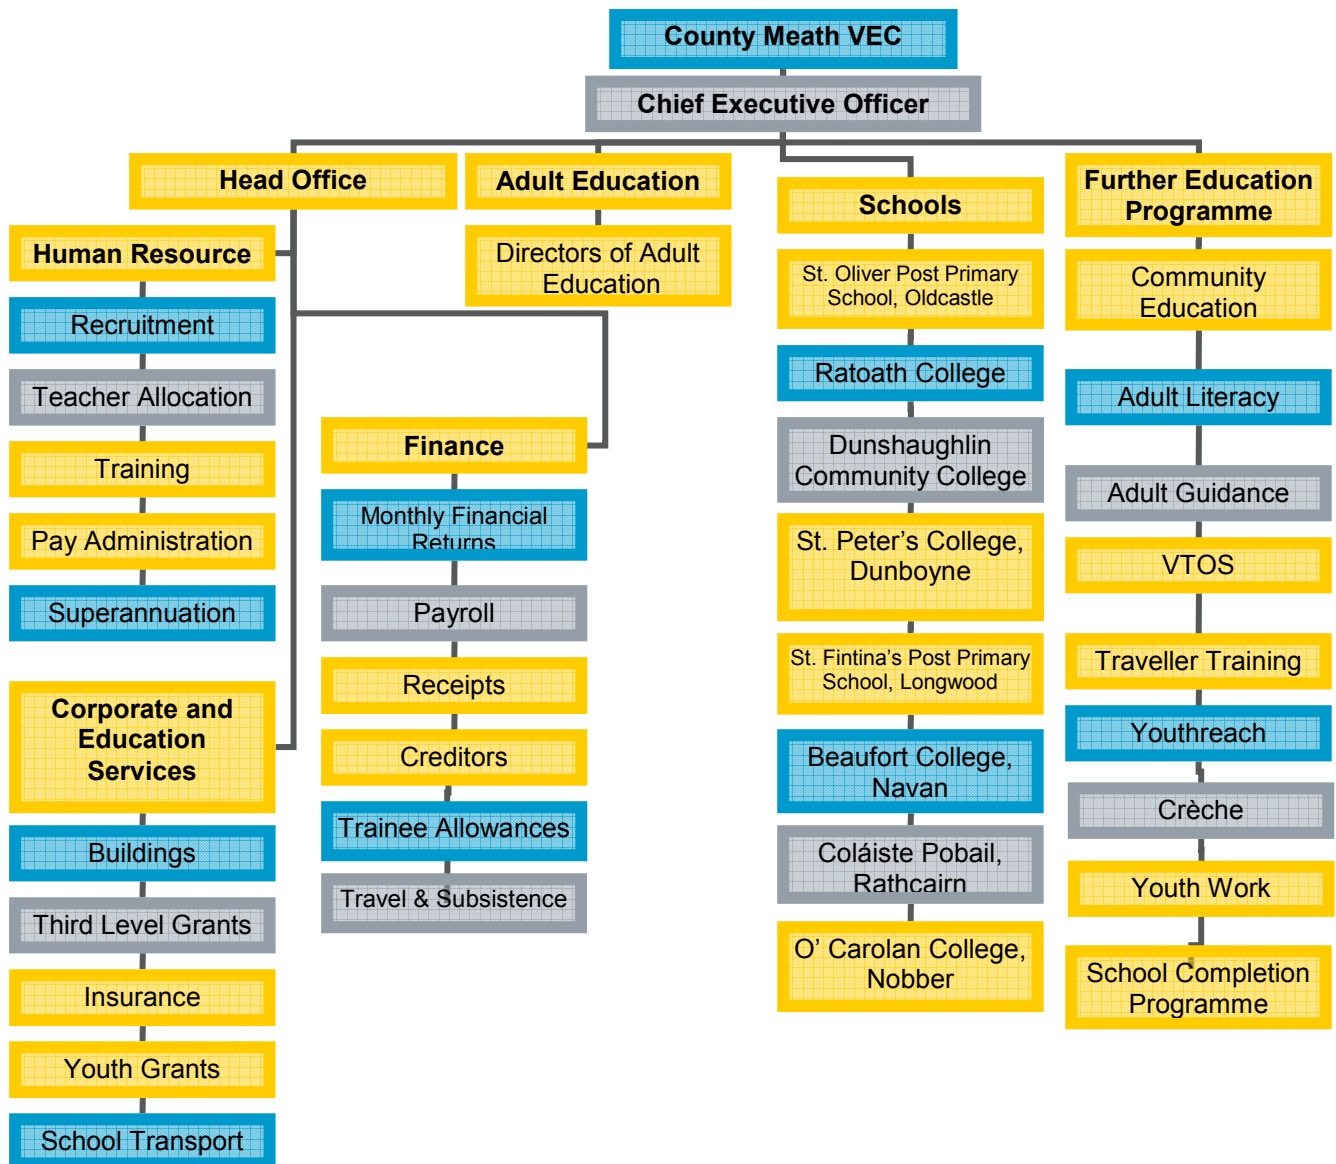 County Meath VEC
Chief Executive Officer
Head Office
Human Resource
Recruitment
Teacher Allocation
Training
Pay Administration
Superannuation
Corporate and
Education
Services
Buildings
Third Level Grants
Insurance
Youth Grants
School Transport
Finance
Monthly Financial
Returns
Payroll
Receipts
Creditors
Trainee Allowances
Travel & Subsistence
Adult Education
Directors of Adult
Education
Schools
St. Oliver Post Primary
School, Oldcastle
Ratoath College
Dunshaughlin
Community College
St. Peter's College,
Dunboyne
St. Fintina's Post Primary
School, Longwood
Beaufort College,
Navan
Coláiste Pobail,
Rathcairn
O' Carolan College,
Nobber
Further Education
Programme
Community
Education
Adult Literacy
Adult Guidance
VTOS
Traveller Training
Youthreach
Crèche
Youth Work
School Completion
Programme